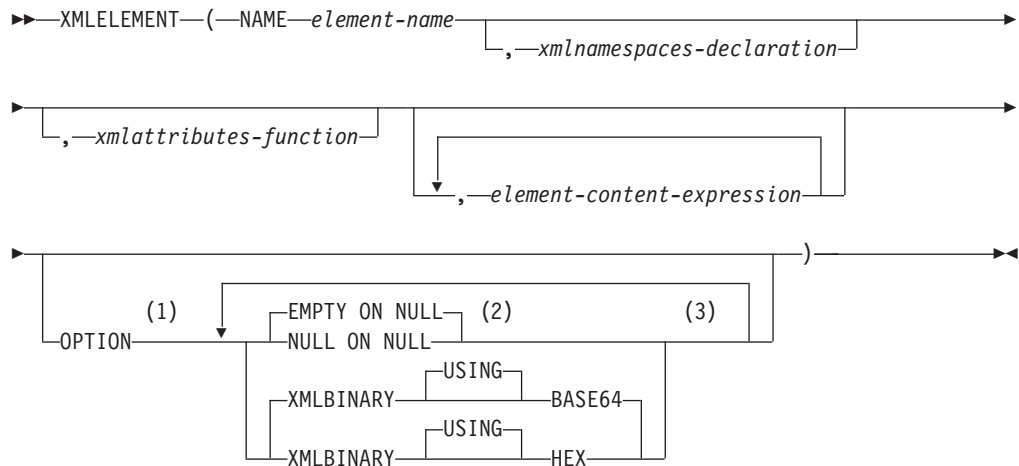 XMLELEMENT ( NAME element-name
, xmlnamespaces-declaration
, xmlattributes-function
, element-content-expression
)
(1) EMPTY ON NULL (2) (3)
OPTION NULL ON NULL
USING
XMLBINARY BASE64
USING
XMLBINARY HEX